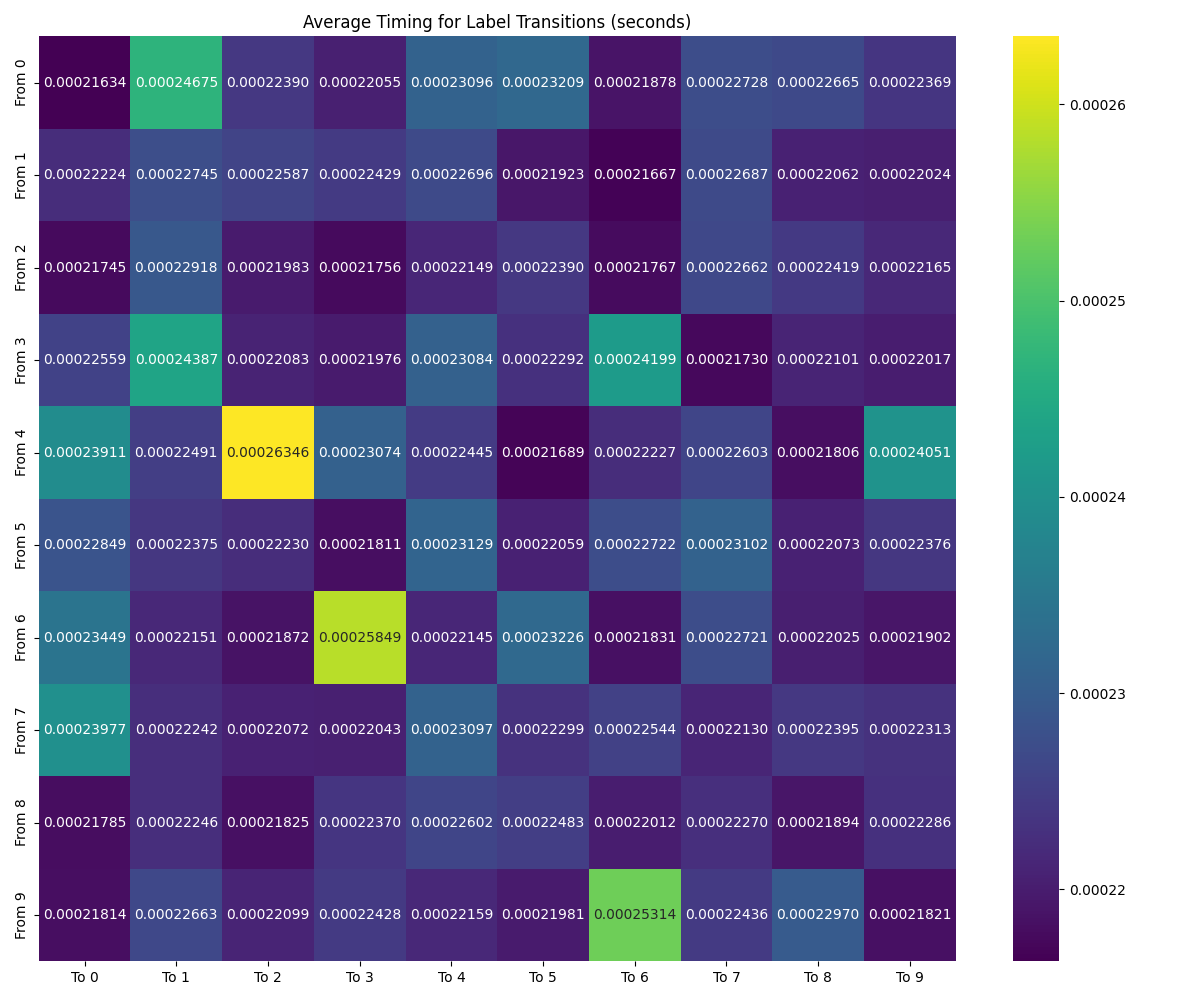 Average Timing for Label Transitions (seconds)
From 0 0.00021634 0.00024675 0.00022390 0.00022055 0.00023096 0.00023209 0.00021878 0.00022728 0.00022665 0.00022369
From 1 0.00022224 0.00022745 0.00022587 0.00022429 0.00022696 0.00021923 0.00021667 0.00022687 0.00022062 0.00022024
From 2 0.00021745 0.00022918 0.00021983 0.00021756 0.00022149 0.00022390 0.00021767 0.00022662 0.00022419 0.00022165
From 3 0.00022559 0.00024387 0.00022083 0.00021976 0.00023084 0.00022292 0.00024199 0.00021730 0.00022101 0.00022017
From 4 0.00023911 0.00022491 0.00026346 0.00023074 0.00022445 0.00021689 0.00022227 0.00022603 0.00021806 0.00024051
From 5 0.00022849 0.00022375 0.00022230 0.00021811 0.00023129 0.00022059 0.00022722 0.00023102 0.00022073 0.00022376
From 6 0.00023449 0.00022151 0.00021872 0.00025849 0.00022145 0.00023226 0.00021831 0.00022721 0.00022025 0.00021902
From 7 0.00023977 0.00022242 0.00022072 0.00022043 0.00023097 0.00022299 0.00022544 0.00022130 0.00022395 0.00022313
From 8 0.00021785 0.00022246 0.00021825 0.00022370 0.00022602 0.00022483 0.00022012 0.00022270 0.00021894 0.00022286
From 9 0.00021814 0.00022663 0.00022099 0.00022428 0.00022159 0.00021981 0.00025314 0.00022436 0.00022970 0.00021821
To 0 To 1 To 2 To 3 To 4 To 5 To 6 To 7 To 8 To 9
0.00026
0.00025
0.00024
0.00023
0.00022